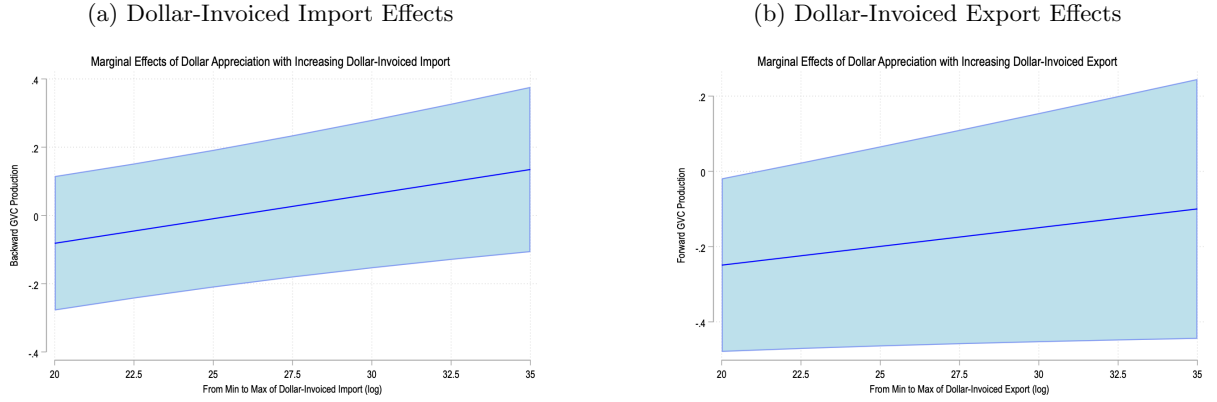 (a) Dollar-Invoiced Import Effects
Marginal Effects of Dollar Appreciation with Increasing Dollar-Invoiced Import
Backward GVC Production
.4
.2
0
-.2
-.4
20 22.5 25 27.5 30 32.5 35
From Min to Max of Dollar-Invoiced Import (log)
(b) Dollar-Invoiced Export Effects
Marginal Effects of Dollar Appreciation with Increasing Dollar-Invoiced Export
Forward GVC Production
.2
0
-.2
-.4
20 22.5 25 27.5 30 32.5 35
From Min to Max of Dollar-Invoiced Export (log)